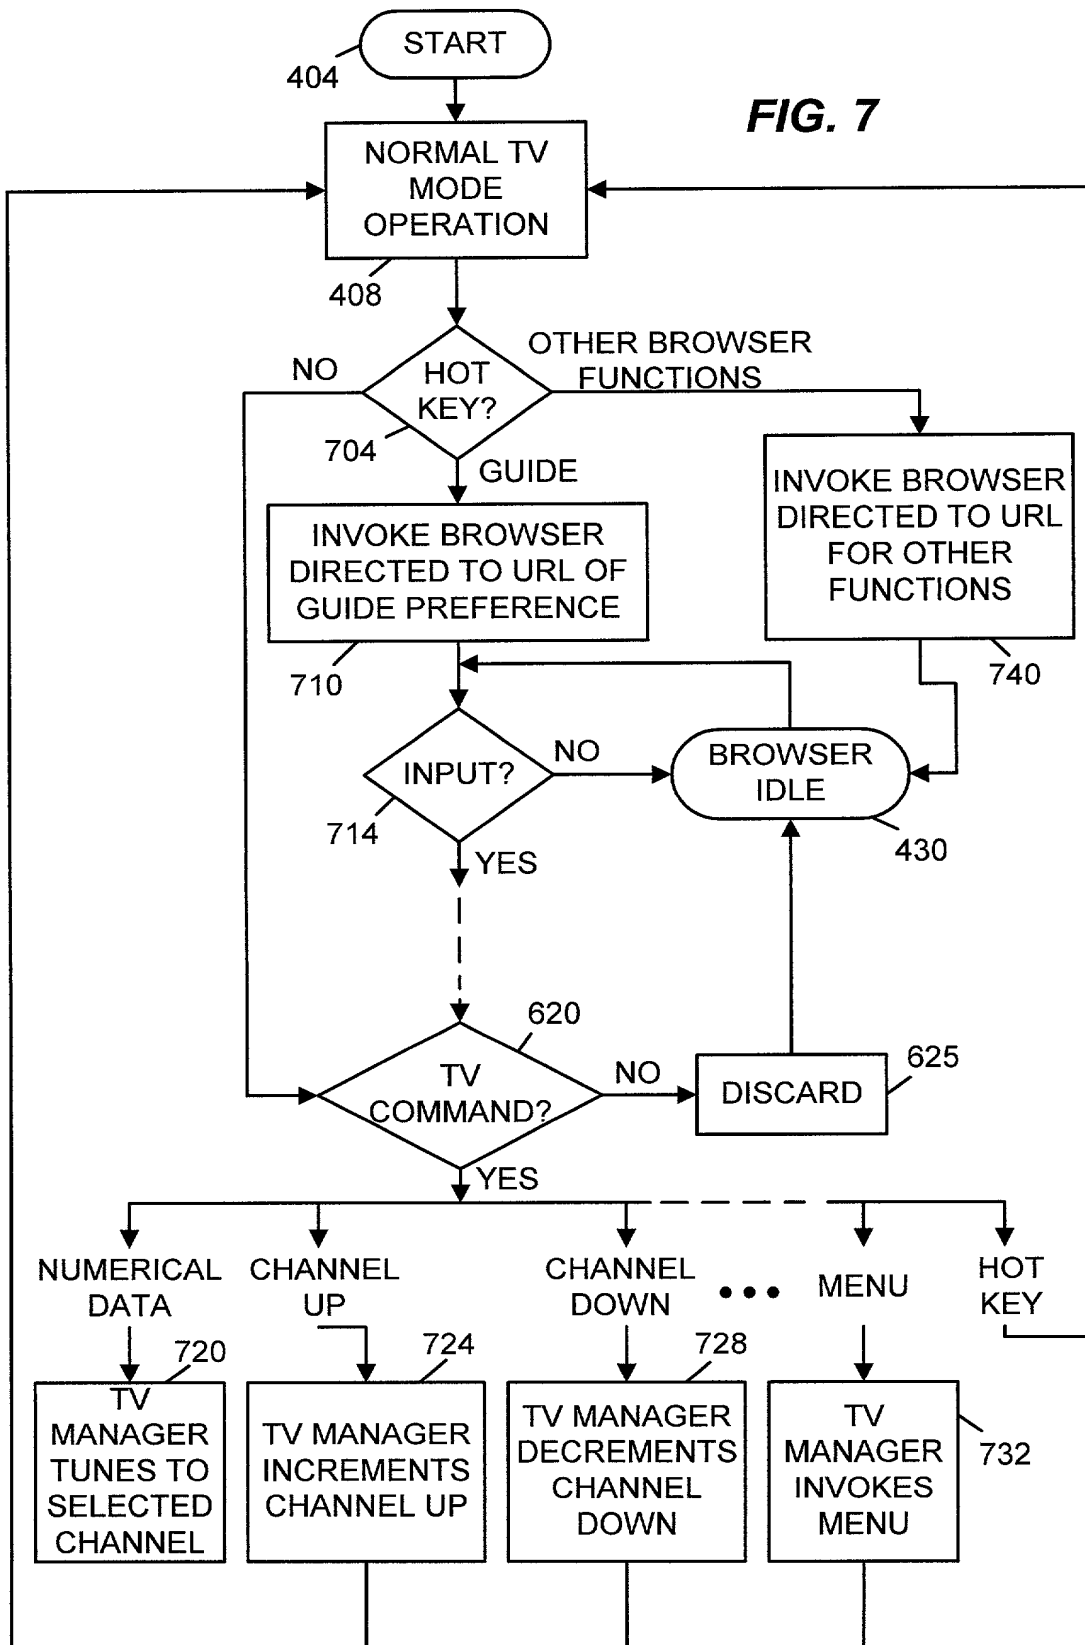 START
404
FIG. 7
NORMAL TV
MODE
OPERATION
408
NO
HOT
KEY?
OTHER BROWSER
FUNCTIONS
704
GUIDE
INVOKE BROWSER
DIRECTED TO URL OF
GUIDE PREFERENCE
710
INVOKE BROWSER
DIRECTED TO URL
FOR OTHER
FUNCTIONS
740
INPUT?
NO
714
BROWSER
IDLE
430
YES
620
TV
COMMAND?
NO
DISCARD
625
YES
NUMERICAL
DATA
CHANNEL
UP
CHANNEL
DOWN
•••
MENU
HOT
KEY
720
TV
MANAGER
TUNES TO
SELECTED
CHANNEL
724
TV MANAGER
INCREMENTS
CHANNEL UP
728
TV MANAGER
DECREMENTS
CHANNEL
DOWN
TV
MANAGER
INVOKES
MENU
732